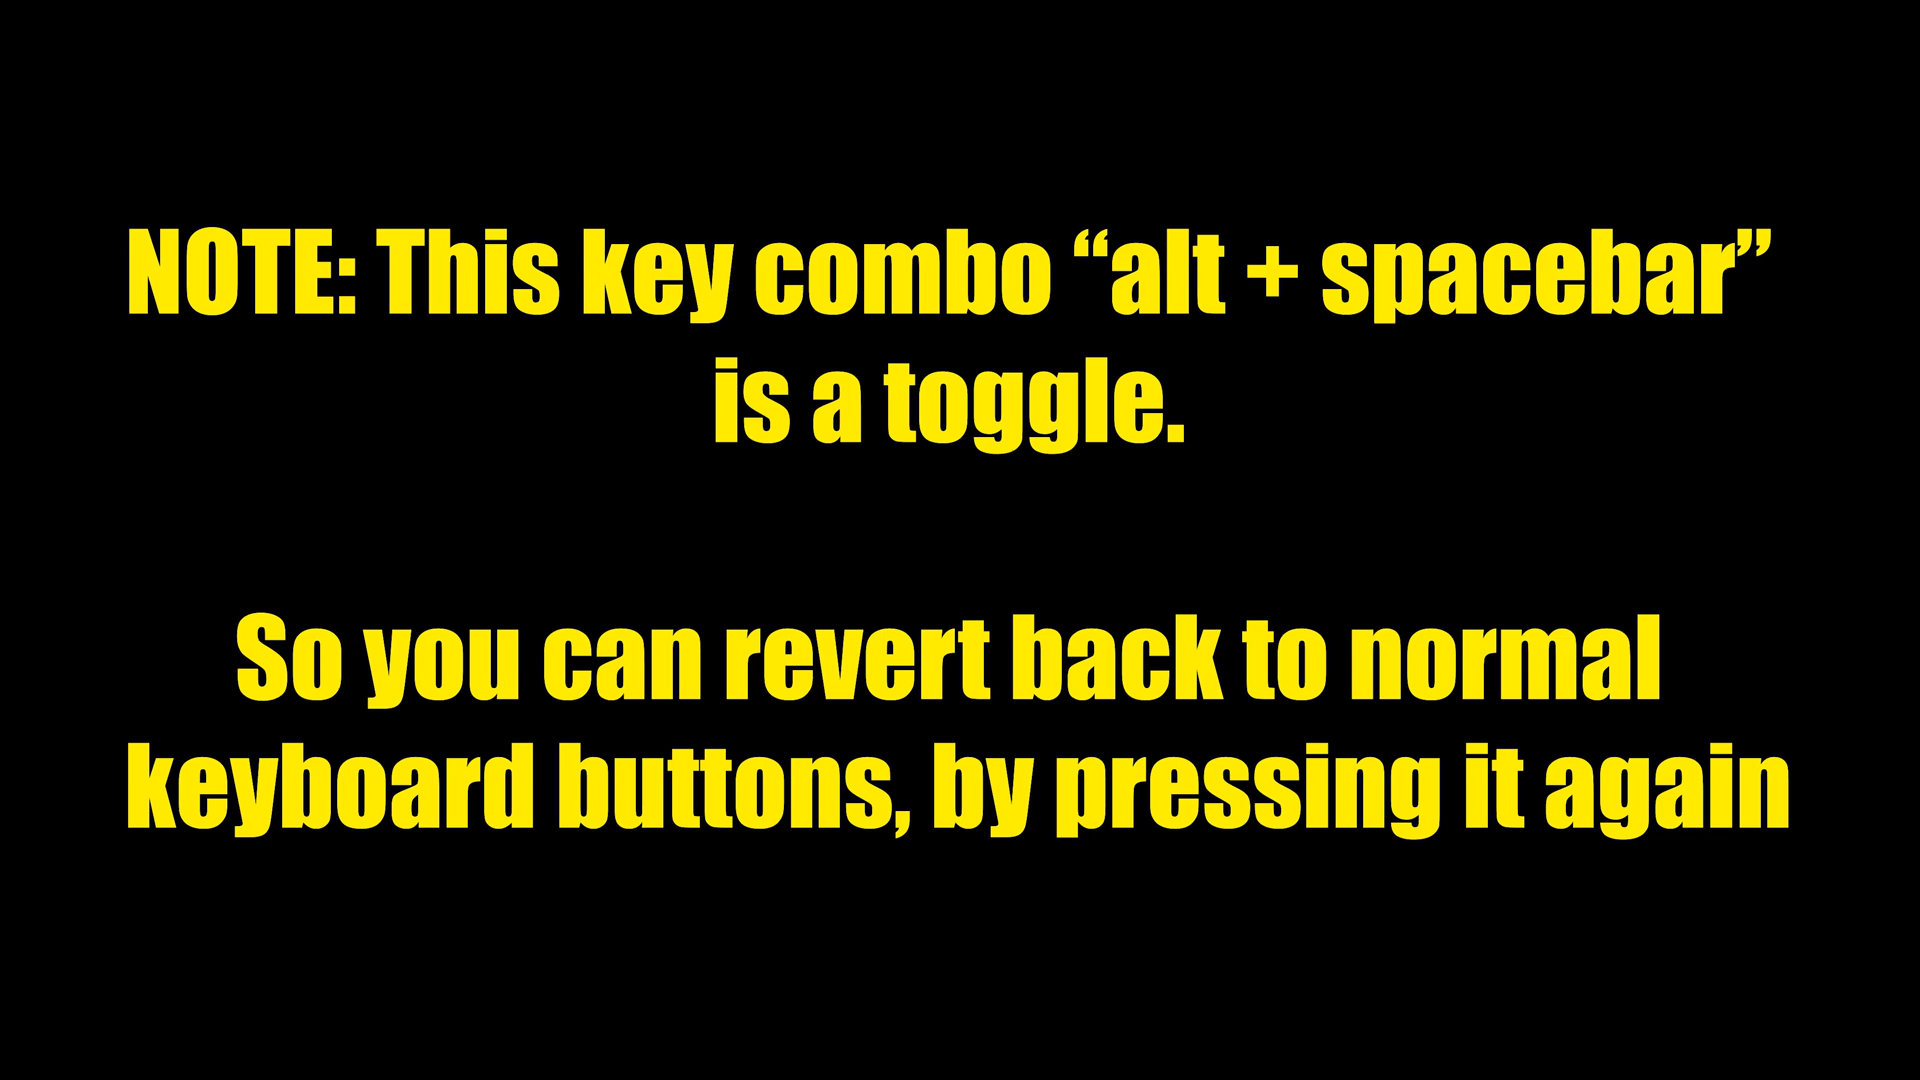 NOTE: This key combo “alt + spacebar”
is a toggle.
So you can revert back to normal
keyboard buttons, by pressing it again